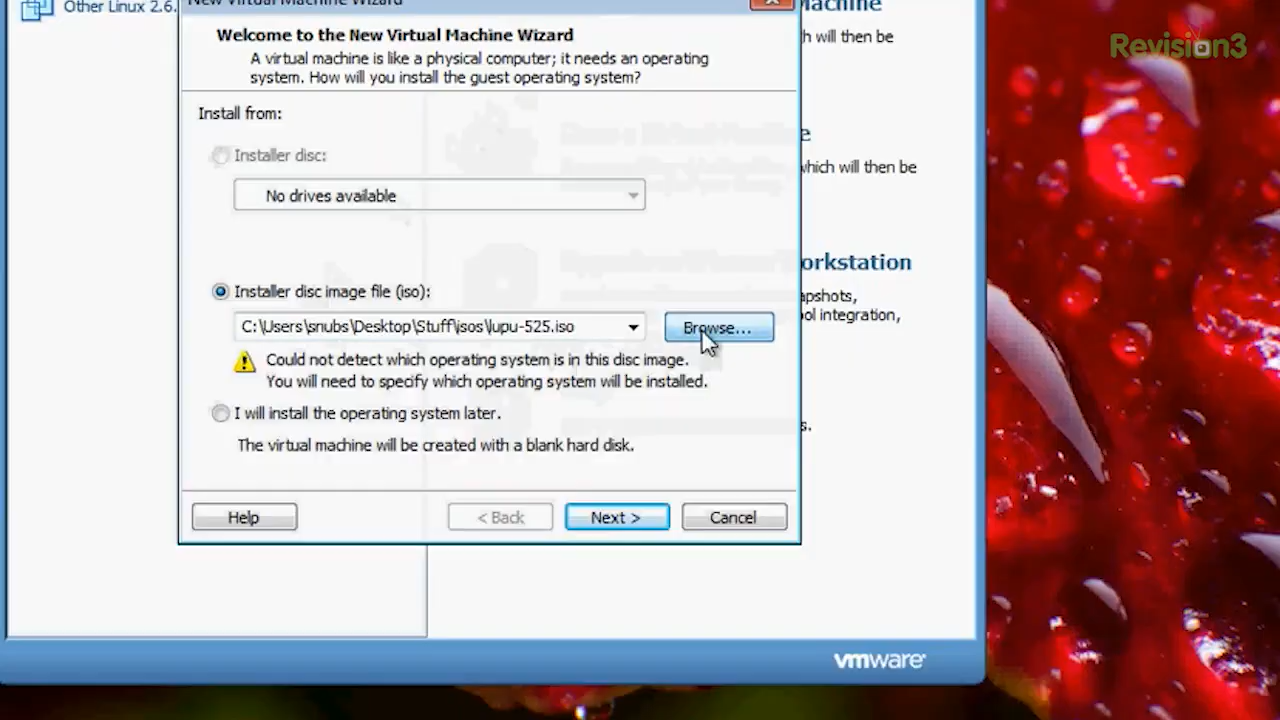 Other Linux 2.6.
New Virtual Machine Wizard
Machine
Welcome to the New Virtual Machine Wizard
A virtual machine is like a physical computer; it needs an operating
system. How will you install the guest operating system?
h will then be
Revision3
Install from:
Installer disc:
No drives available
which will then be
orkstation
apshots,
ool integration,
Installer disc image file (iso):
C:\Users\snubs\Desktop\Stuff\isos\lupu-525.iso
Browse...
Could not detect which operating system is in this disc image.
You will need to specify which operating system will be installed.
I will install the operating system later.
s.
The virtual machine will be created with a blank hard disk.
Help
< Back
Next >
Cancel
vmware